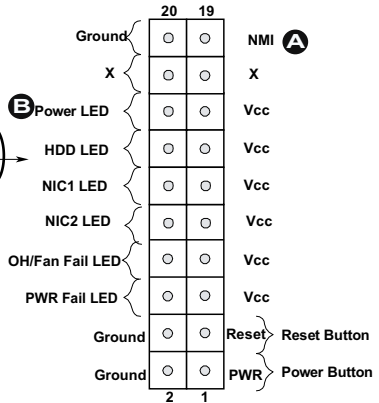 20 19
Ground NMI A
X X
B Power LED Vcc
HDD LED Vcc
NIC1 LED Vcc
NIC2 LED Vcc
OH/Fan Fail LED Vcc
PWR Fail LED Vcc
Ground Reset Reset Button
Ground PWR Power Button
2 1